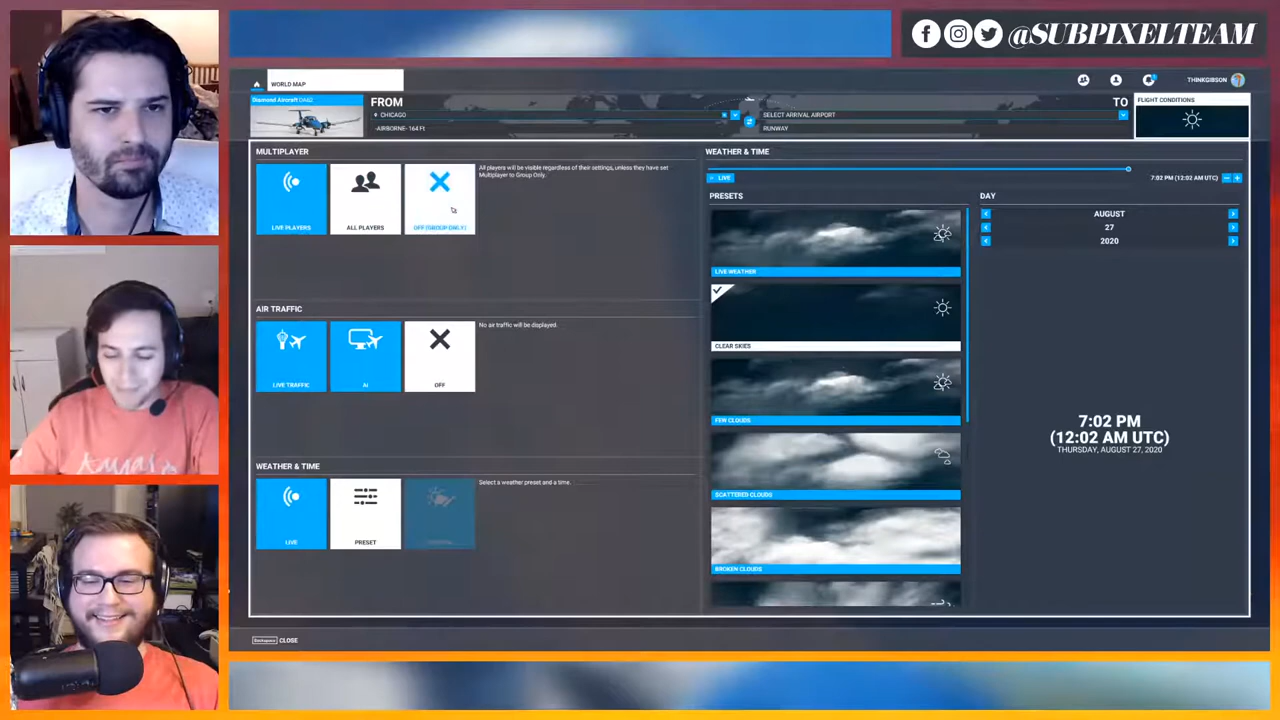 @SUBPIXELTEAM
WORLD MAP
THINKGIBSON
Diamond Aircraft DA62
FROM
CHICAGO
-AIRBORNE- 164 Ft
TO
SELECT ARRIVAL AIRPORT
RUNWAY
FLIGHT CONDITIONS
MULTIPLAYER
LIVE PLAYERS
ALL PLAYERS
OFF (GROUP ONLY)
All players will be visible regardless of their settings, unless they have set
Multiplayer to Group Only.
AIR TRAFFIC
LIVE TRAFFIC
AI
OFF
No air traffic will be displayed.
WEATHER & TIME
LIVE
PRESET
Select a weather preset and a time.
WEATHER & TIME
LIVE
7:02 PM (12:02 AM UTC)
PRESETS
LIVE WEATHER
CLEAR SKIES
FEW CLOUDS
SCATTERED CLOUDS
BROKEN CLOUDS
DAY
AUGUST
27
2020
7:02 PM
(12:02 AM UTC)
THURSDAY, AUGUST 27, 2020
Backspace CLOSE